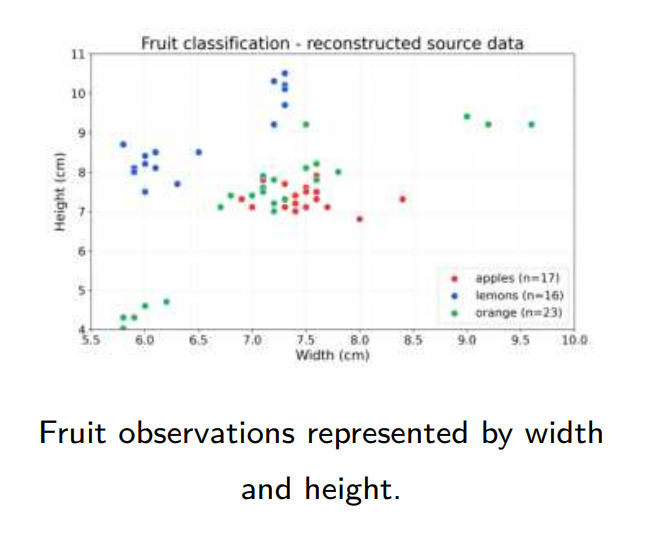 Fruit classification - reconstructed source data
11
10
9
8
7
6
5
4
Height (cm)
apples (n=17)
lemons (n=16)
orange (n=23)
5.5 6.0 6.5 7.0 7.5 8.0 8.5 9.0 9.5 10.0
Width (cm)
Fruit observations represented by width
and height.